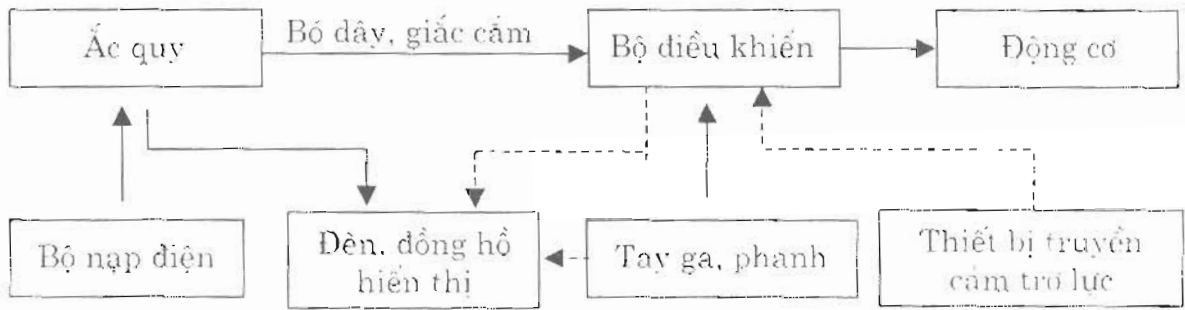 Ắc quy
Bó dây, giắc cắm
Bộ điều khiển
Động cơ
Bộ nạp điện
Đèn, đồng hồ
hiển thị
Tay ga, phanh
Thiết bị truyền
cảm trợ lực